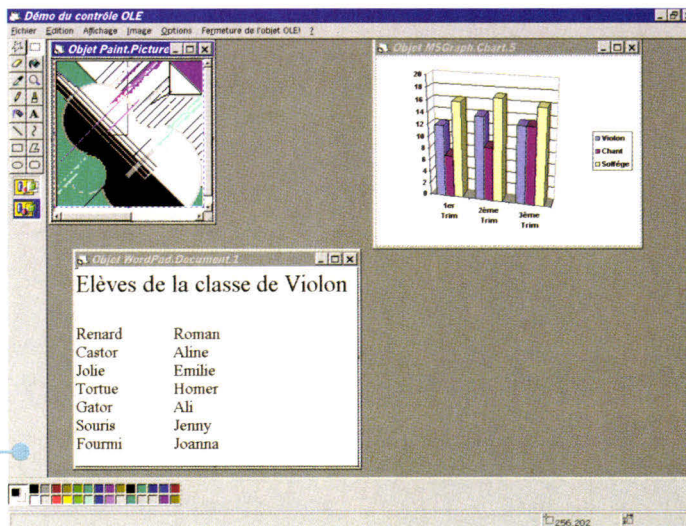 Démo du contrôle OLE
Fichier Edition Affichage Image Options Fermeture de l'objet OLE! ?
Objet Paint.Picture
Objet MSGraph.Chart.5
20
18
16
14
12
10
8
6
4
2
0
1er Trim
2ème Trim
3ème Trim
Violon
Chant
Solfège
Objet WordPad.Document.1
Elèves de la classe de Violon
Renard Roman
Castor Aline
Jolie Emilie
Tortue Homer
Gator Ali
Souris Jenny
Fourmi Joanna
256,202